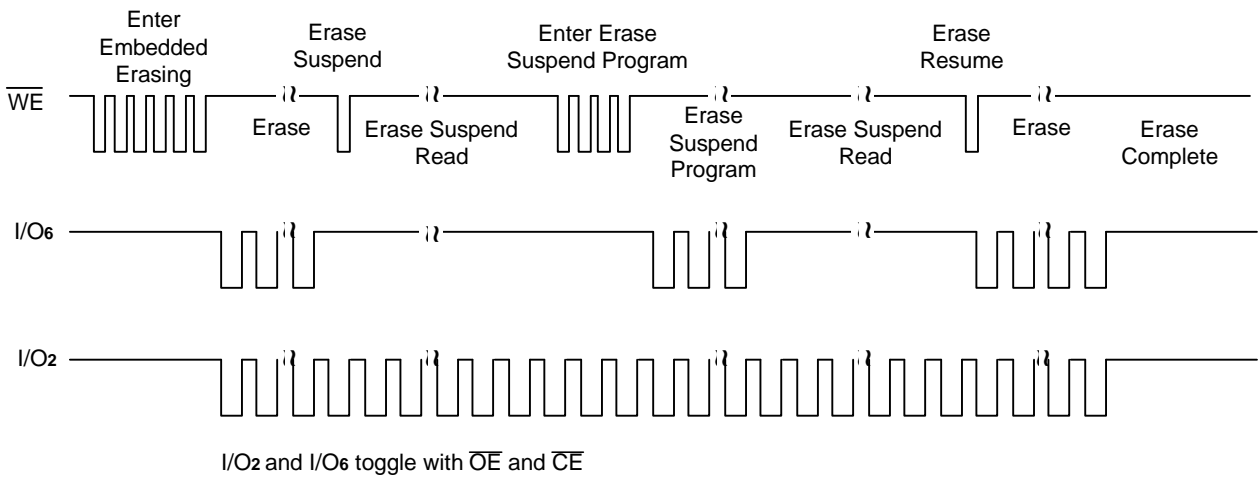 Enter
Embedded
Erasing
Erase
Suspend
Enter Erase
Suspend Program
Erase
Resume
WE
Erase
Erase Suspend
Read
Erase
Suspend
Program
Erase Suspend
Read
Erase
Erase
Complete
I/O6
I/O2
I/O2 and I/O6 toggle with OE and CE